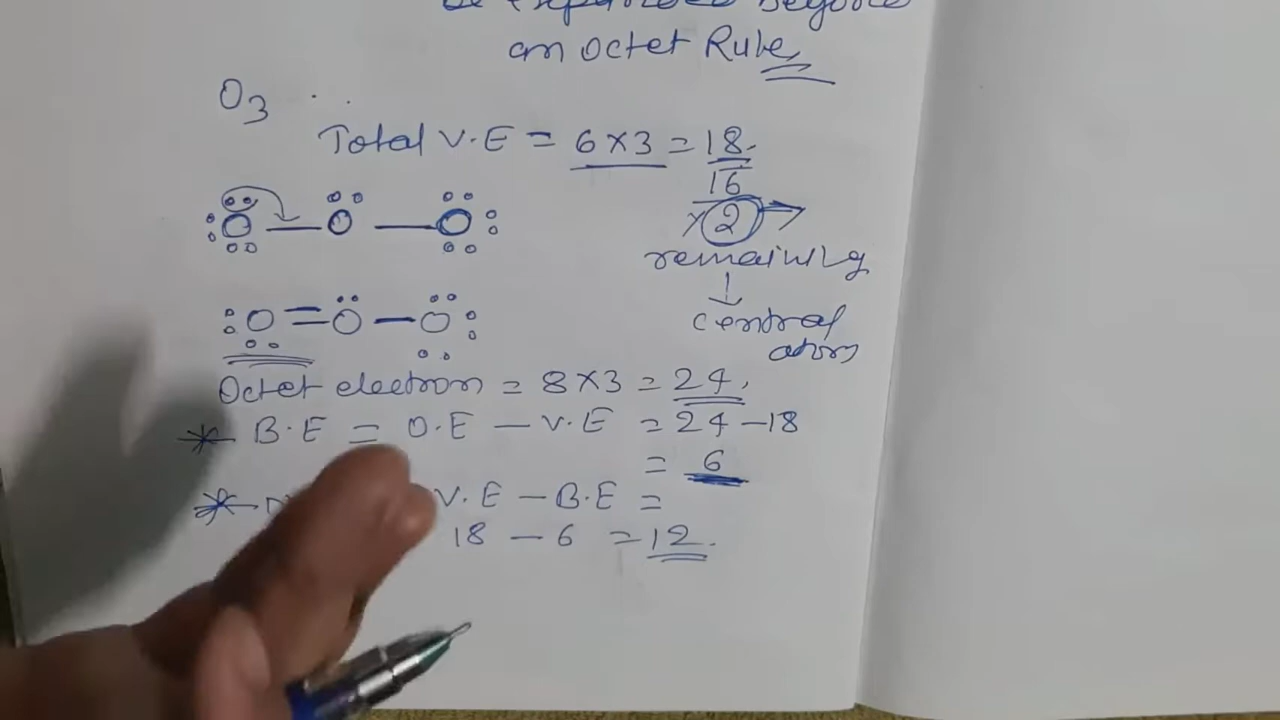 an Octet Rule
O3
Total V.E = 6×3 = 18
16
2
O — O — O
remaining
central
atom
O = O — O
Octet electron = 8×3 = 24
* B.E = O.E — V.E = 24 — 18
= 6
* V.E — B.E =
18 — 6 = 12